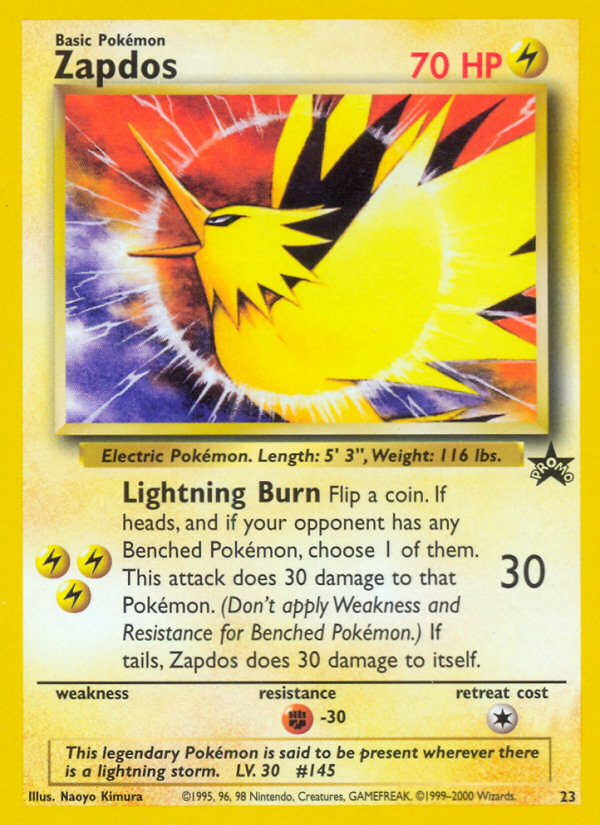 Basic Pokémon
Zapdos
70 HP
Electric Pokémon. Length: 5' 3", Weight: 116 lbs.
PROMO
Lightning Burn Flip a coin. If
heads, and if your opponent has any
Benched Pokémon, choose 1 of them.
This attack does 30 damage to that
Pokémon. (Don't apply Weakness and
Resistance for Benched Pokémon.) If
tails, Zapdos does 30 damage to itself.
30
weakness resistance retreat cost
-30
This legendary Pokémon is said to be present wherever there
is a lightning storm. LV. 30 #145
Illus. Naoyo Kimura ©1995, 96, 98 Nintendo, Creatures, GAMEFREAK. ©1999-2000 Wizards. 23